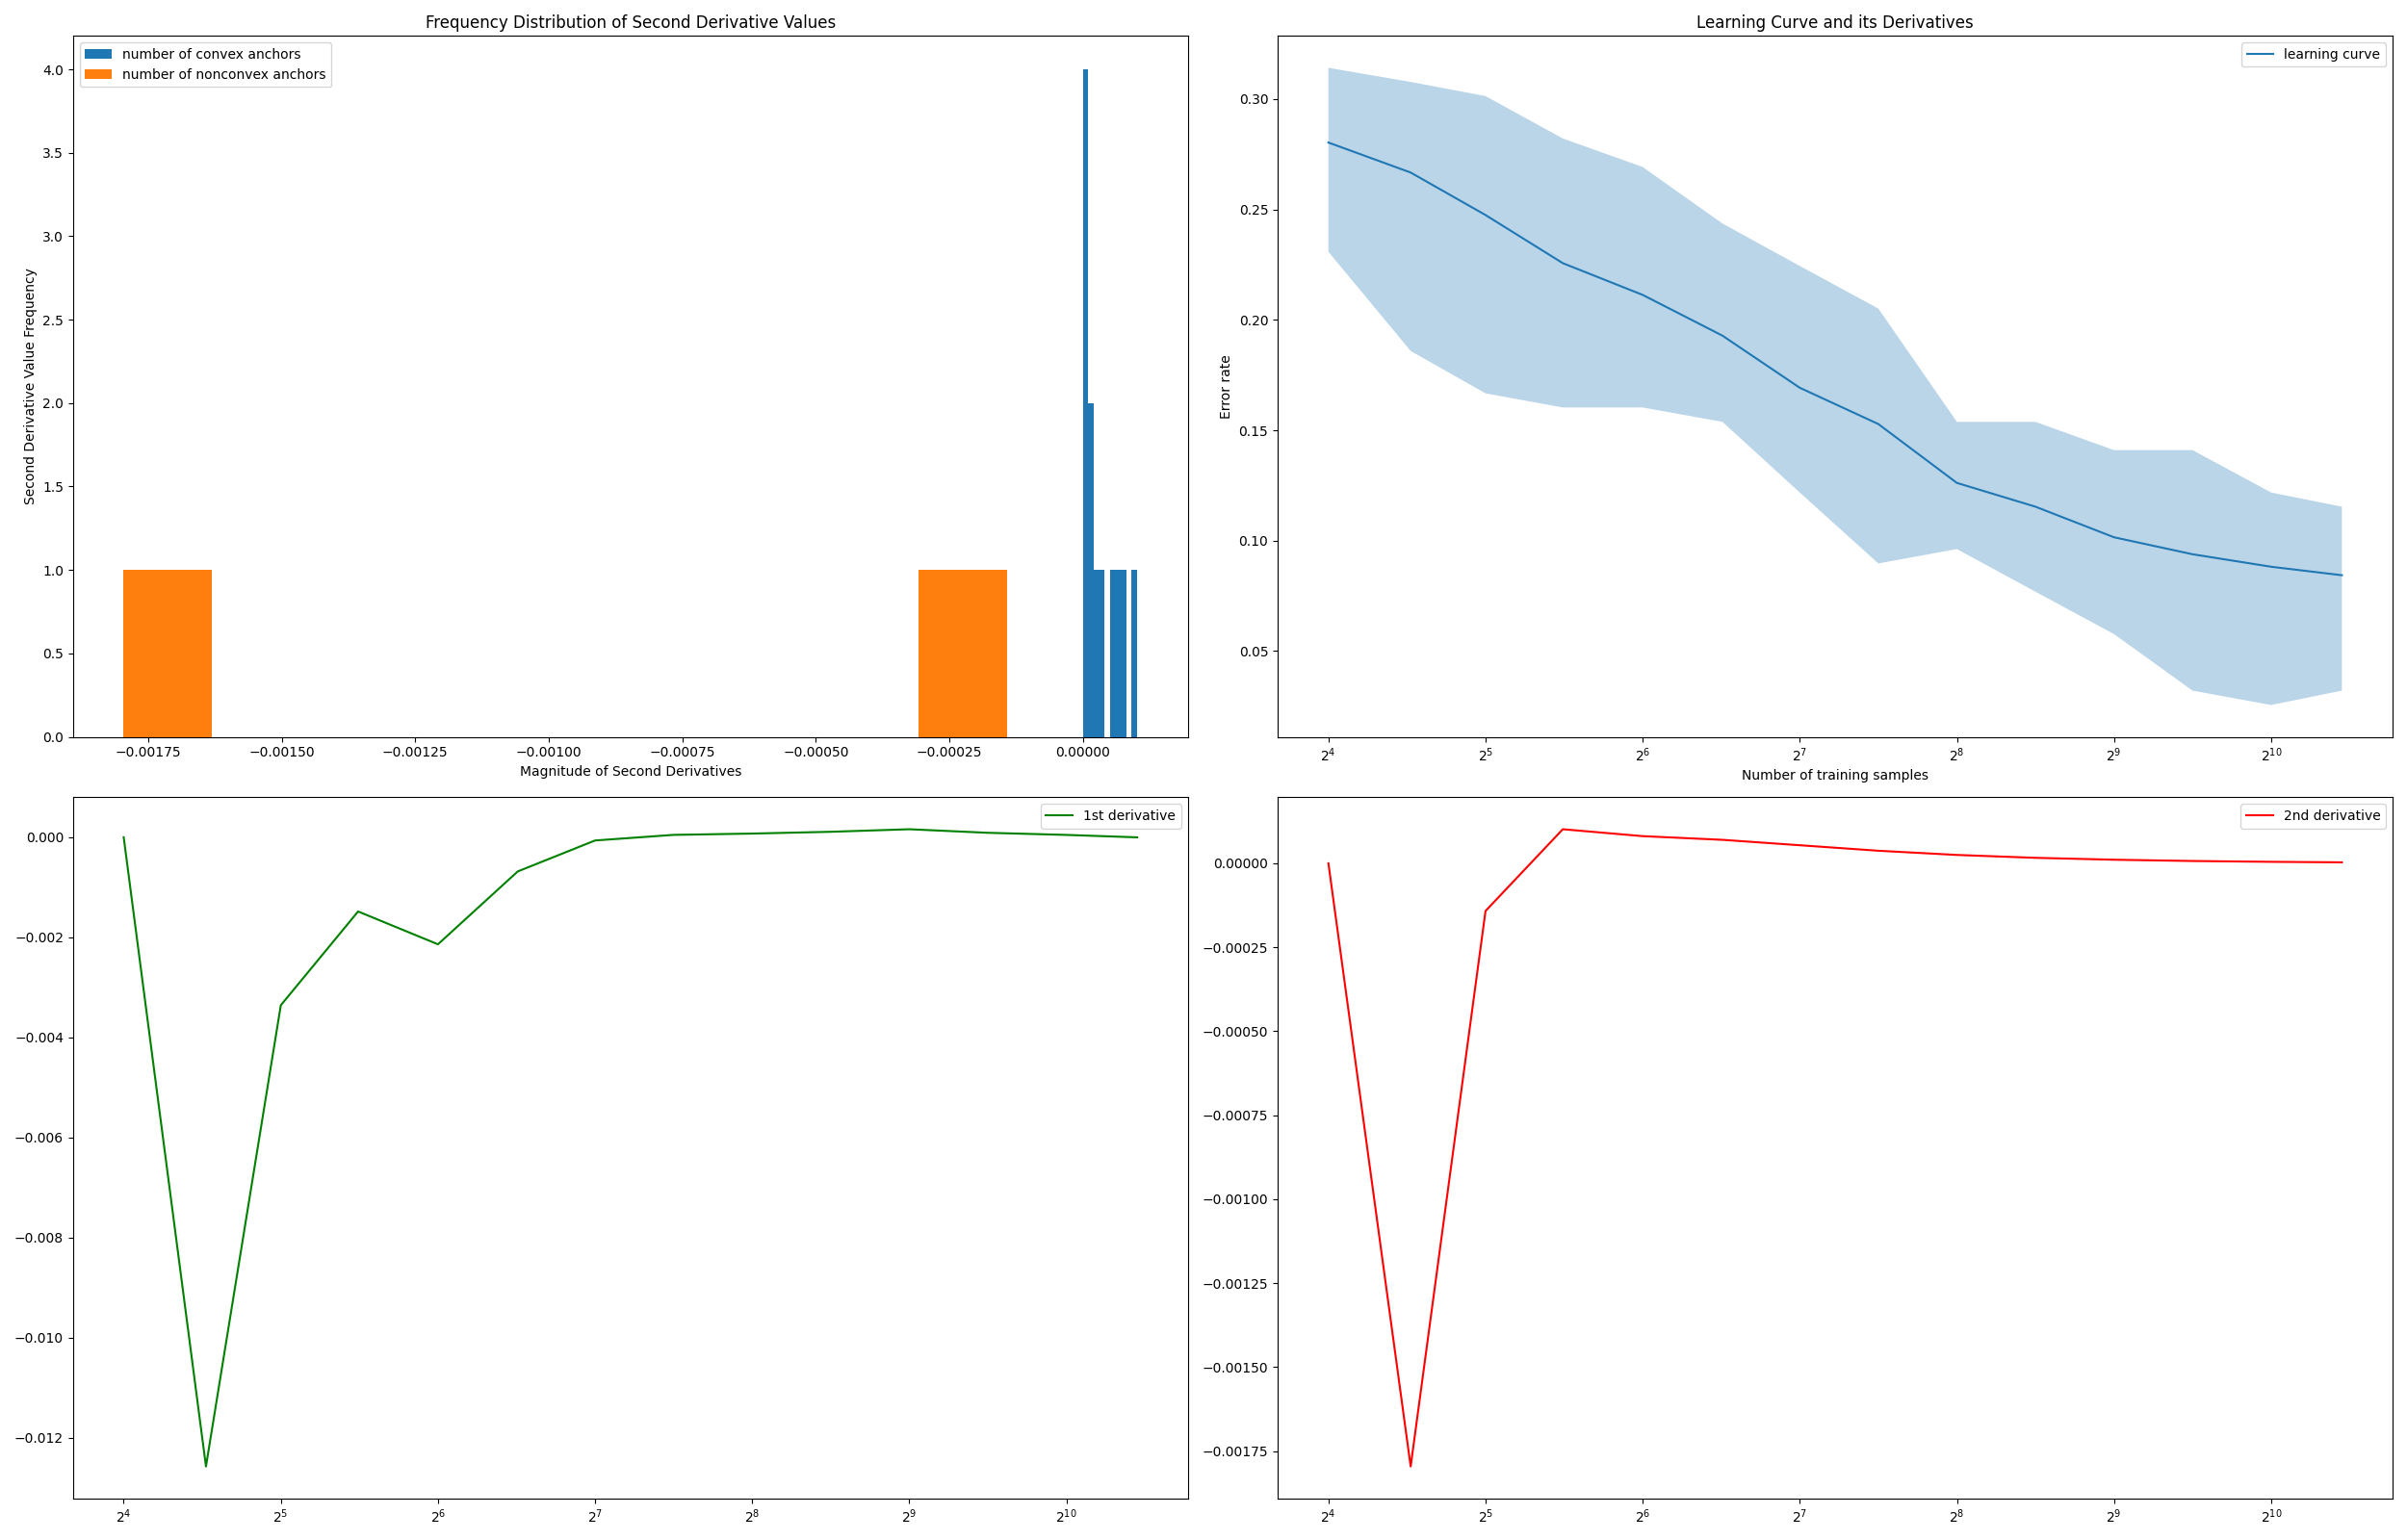 Frequency Distribution of Second Derivative Values
number of convex anchors
number of nonconvex anchors
4.0
3.5
3.0
2.5
2.0
1.5
1.0
0.5
0.0
Second Derivative Value Frequency
−0.00175 −0.00150 −0.00125 −0.00100 −0.00075 −0.00050 −0.00025 0.00000
Magnitude of Second Derivatives
Learning Curve and its Derivatives
learning curve
0.30
0.25
0.20
0.15
0.10
0.05
Error rate
2⁴ 2⁵ 2⁶ 2⁷ 2⁸ 2⁹ 2¹⁰
Number of training samples
1st derivative
0.000
−0.002
−0.004
−0.006
−0.008
−0.010
−0.012
2⁴ 2⁵ 2⁶ 2⁷ 2⁸ 2⁹ 2¹⁰
2nd derivative
0.00000
−0.00025
−0.00050
−0.00075
−0.00100
−0.00125
−0.00150
−0.00175
2⁴ 2⁵ 2⁶ 2⁷ 2⁸ 2⁹ 2¹⁰